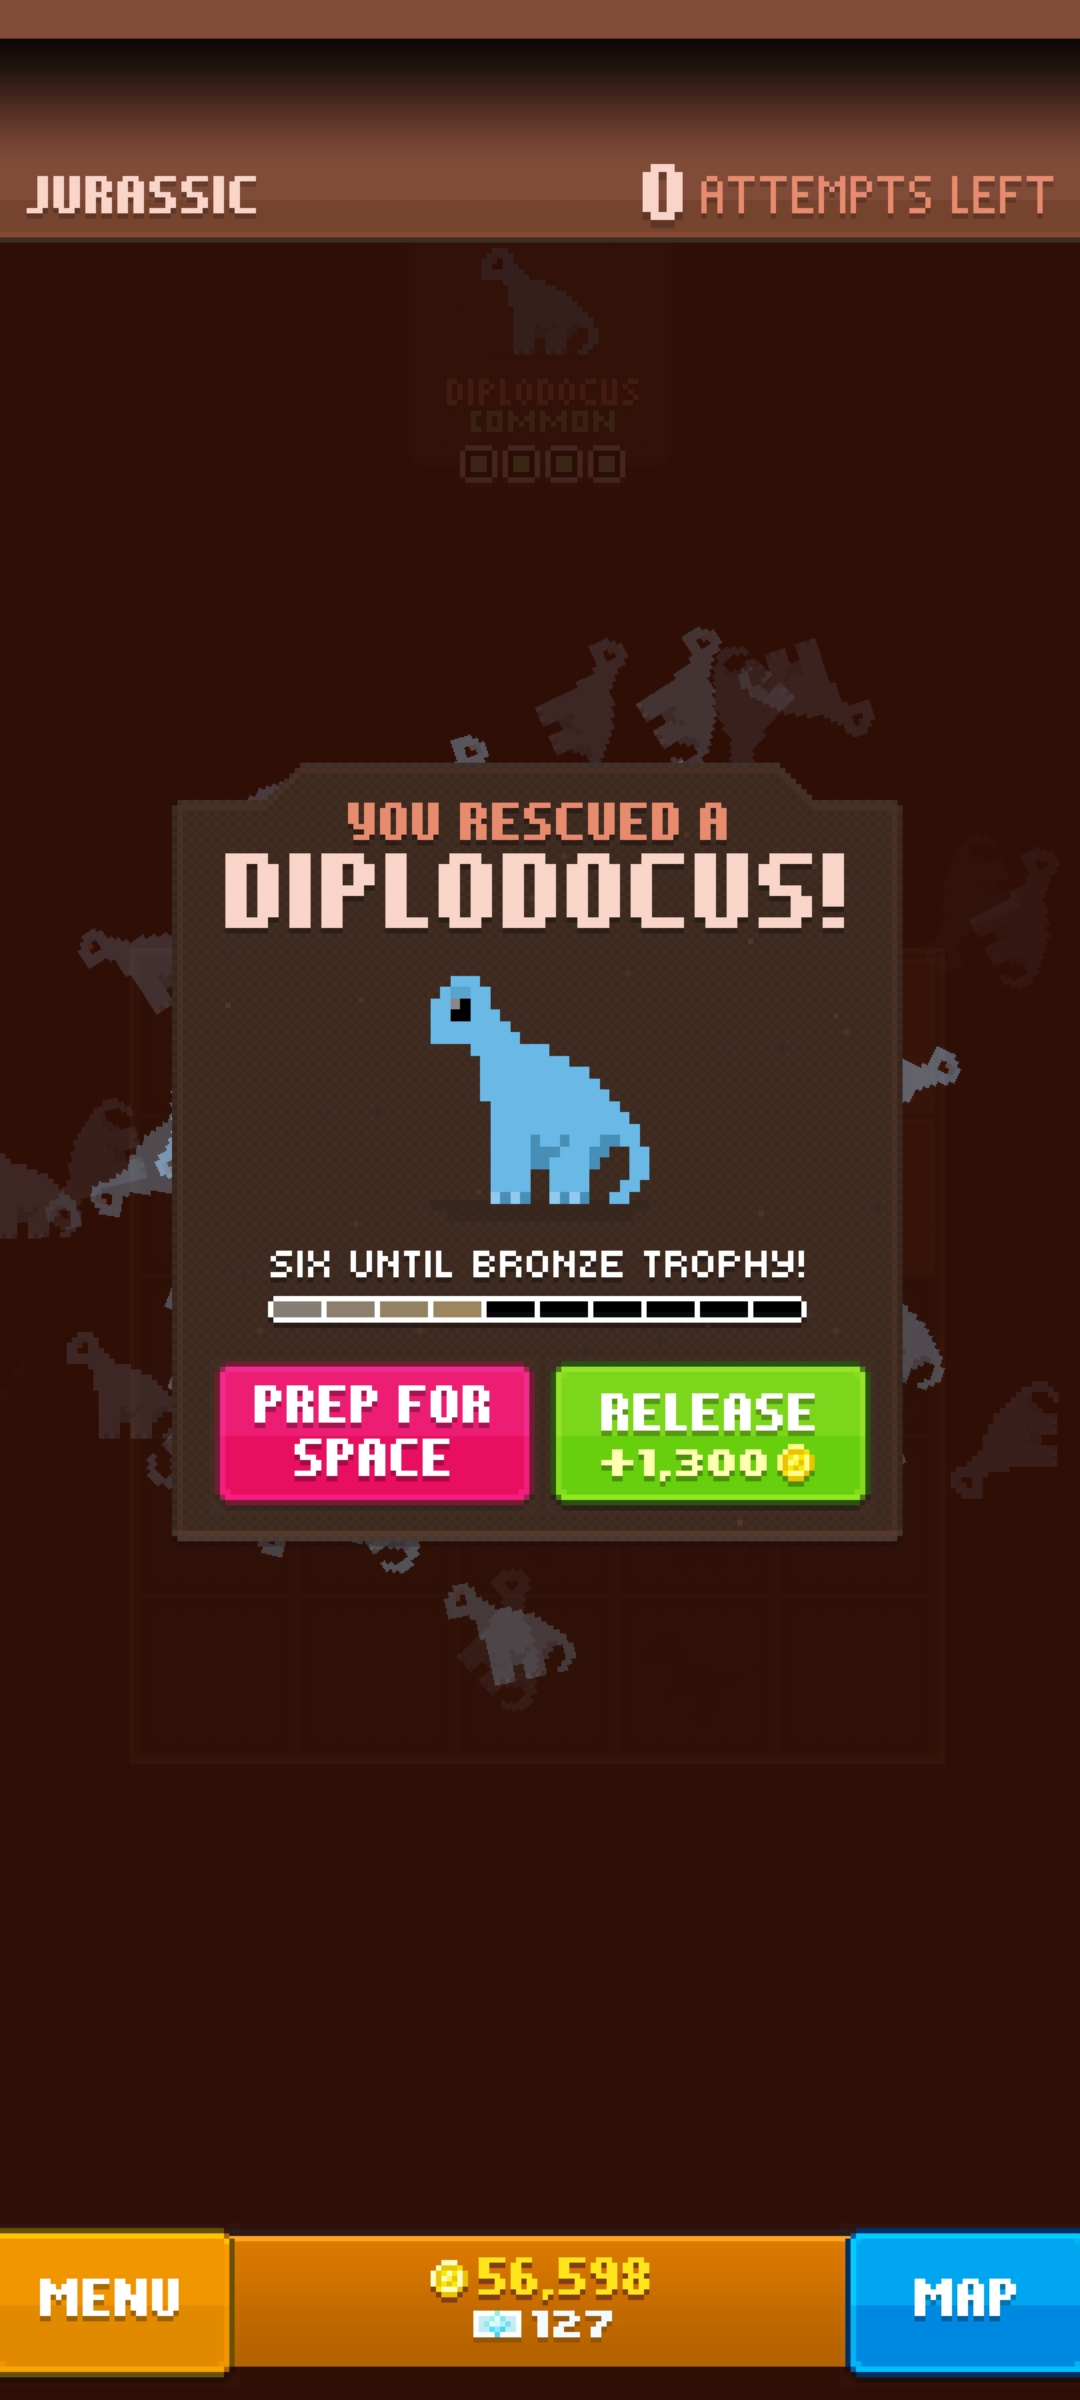 JURASSIC
0 ATTEMPTS LEFT
DIPLODOCUS
COMMON
YOU RESCUED A
DIPLODOCUS!
SIX UNTIL BRONZE TROPHY!
PREP FOR
SPACE
RELEASE
+1,300
MENU
56,598
127
MAP